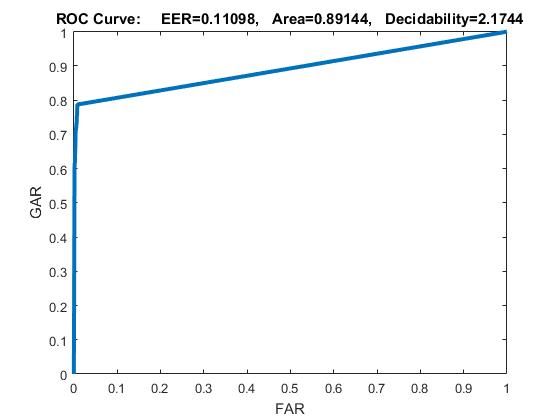 ROC Curve: EER=0.11098, Area=0.89144, Decidability=2.1744
1
0.9
0.8
0.7
0.6
0.5
0.4
0.3
0.2
0.1
0
GAR
0 0.1 0.2 0.3 0.4 0.5 0.6 0.7 0.8 0.9 1
FAR